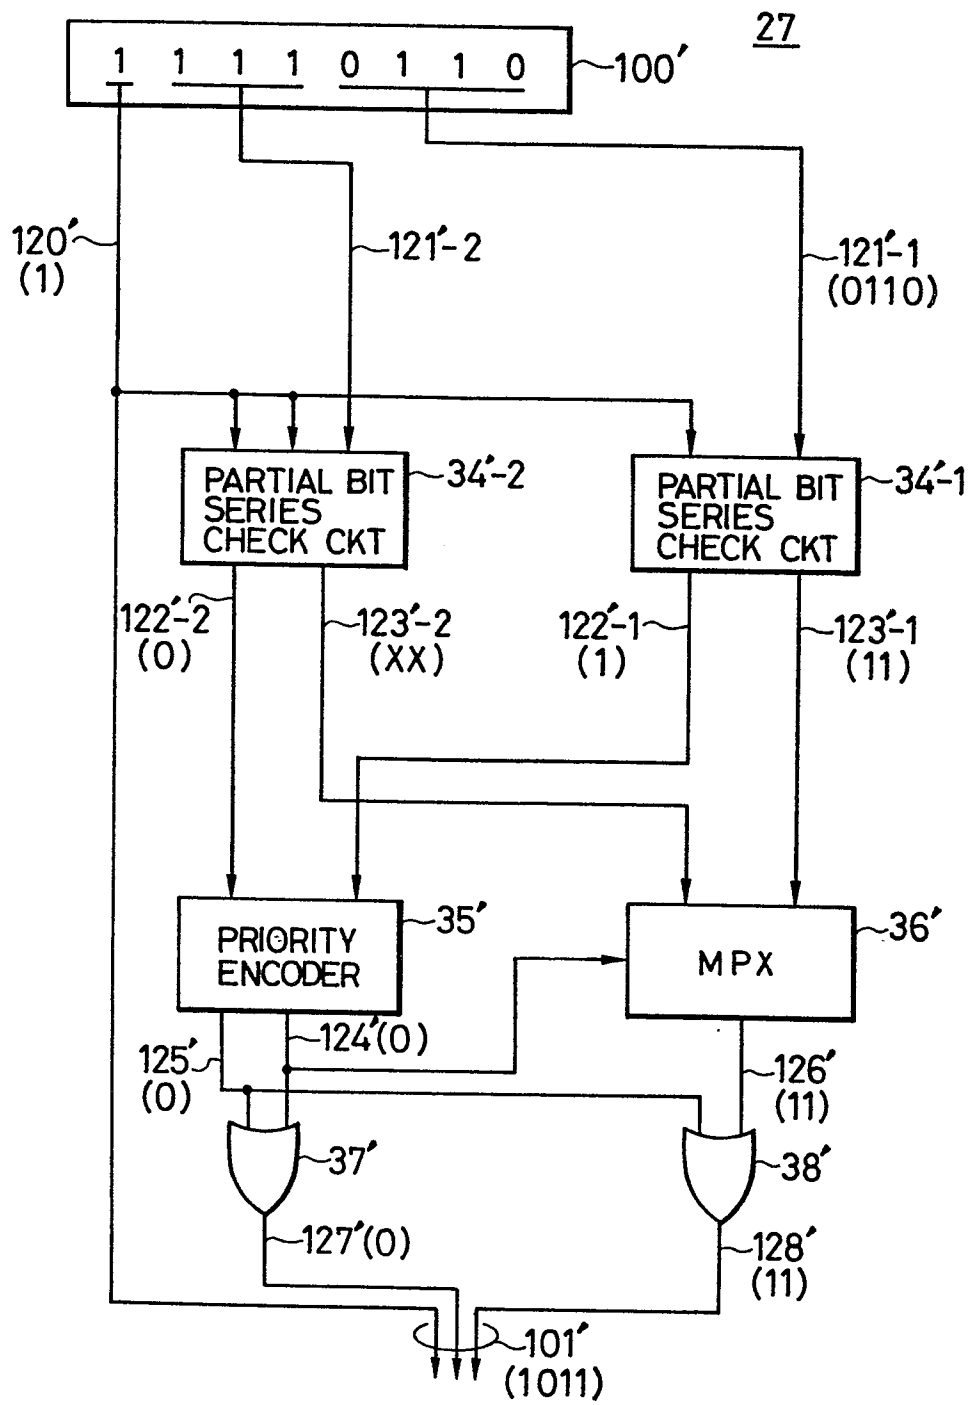 27
1 1 1 1 0 1 1 0
100'
120'
(1)
121'-2
121'-1
(0110)
PARTIAL BIT
SERIES
CHECK CKT
34'-2
PARTIAL BIT
SERIES
CHECK CKT
34'-1
122'-2
(0)
123'-2
(XX)
122'-1
(1)
123'-1
(11)
PRIORITY
ENCODER
35'
MPX
36'
124'(0)
125'
(0)
126'
(11)
37'
38'
127'(0)
128'
(11)
101'
(1011)